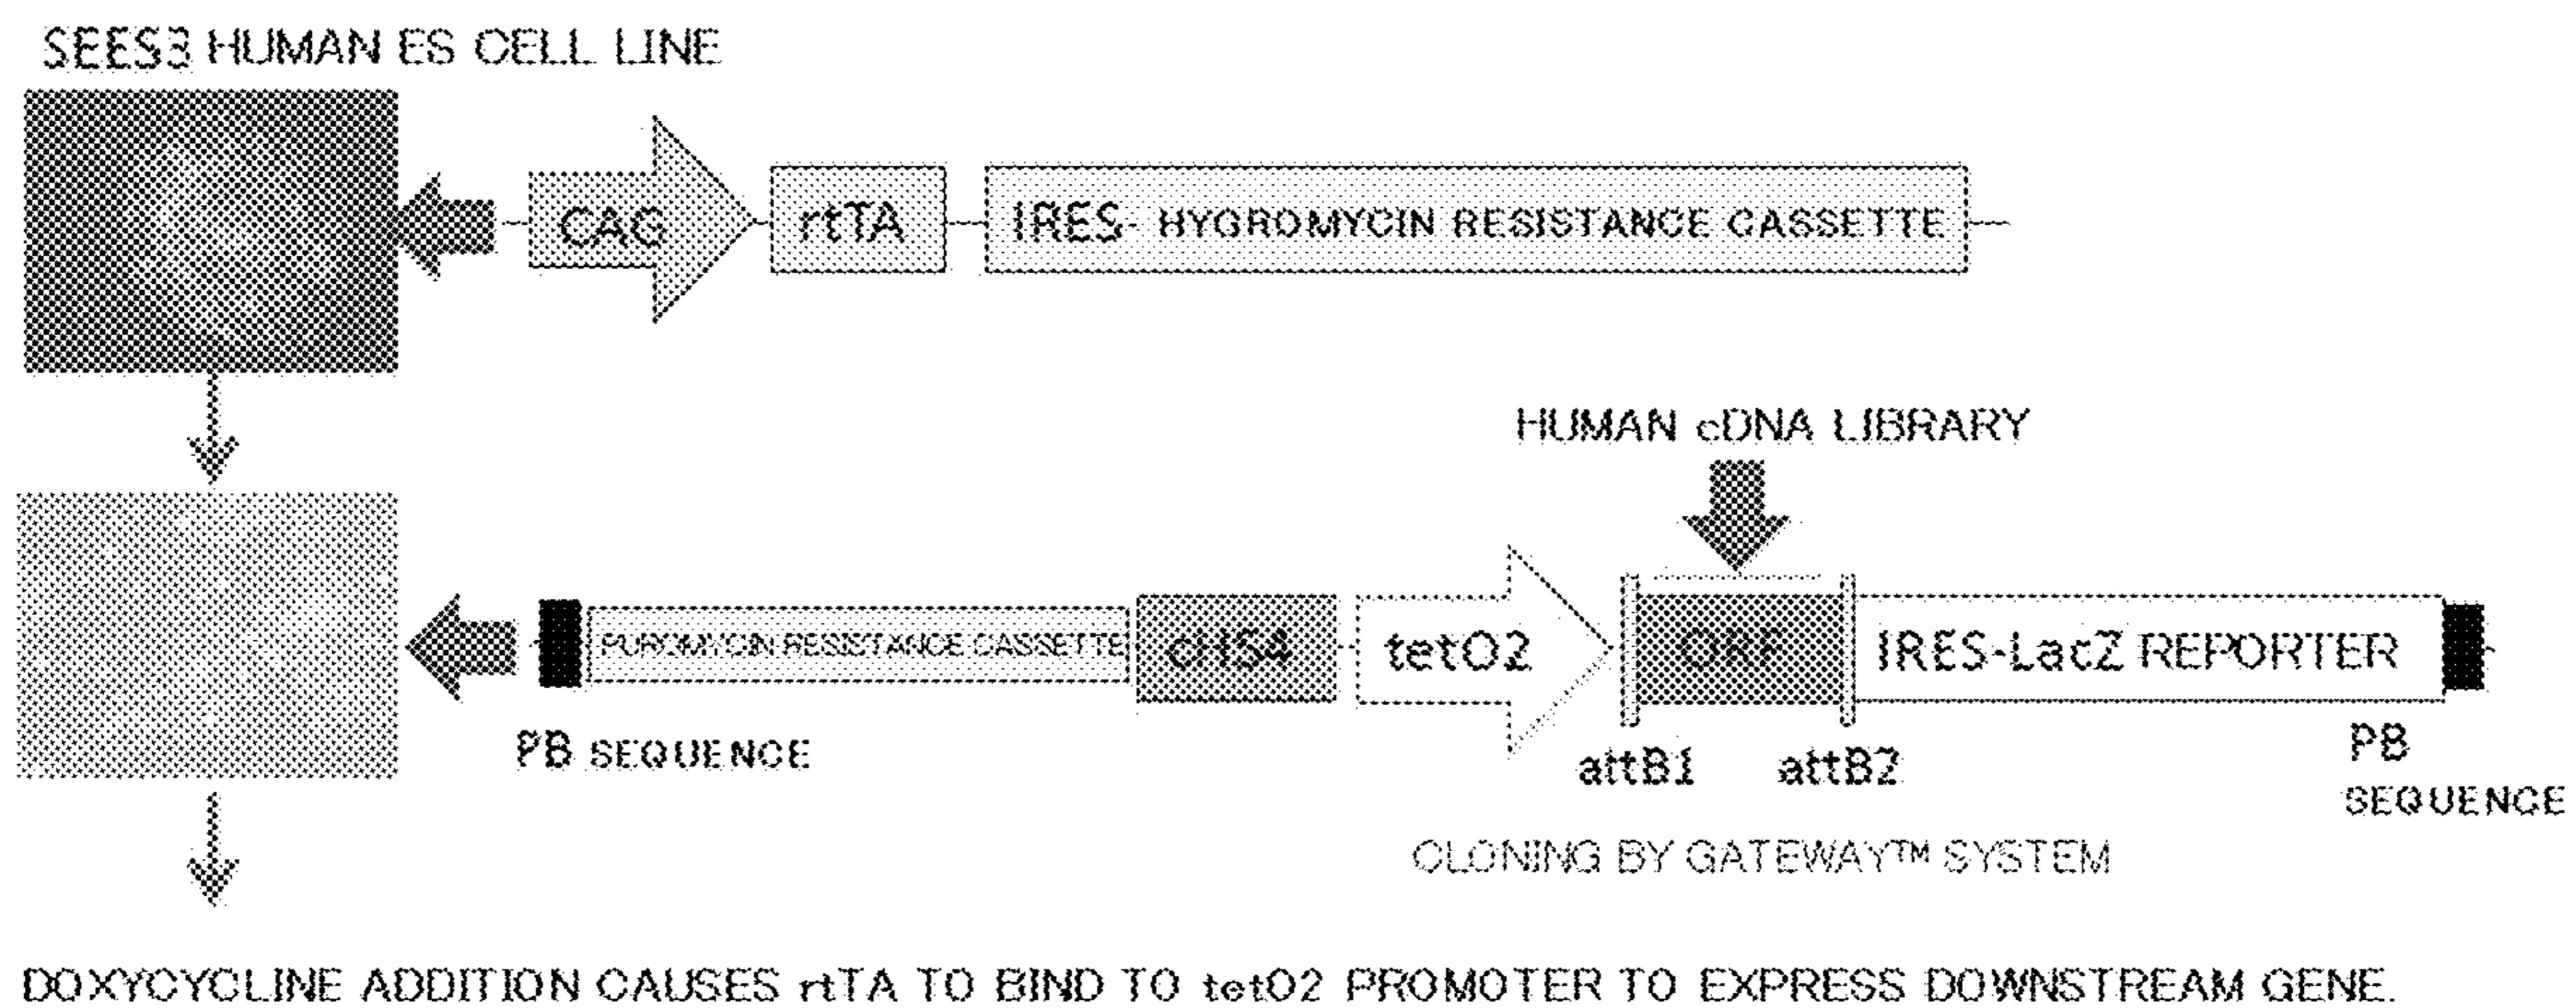 SEES3 HUMAN ES CELL LINE
CAG
rtTA
IRES- HYGROMYCIN RESISTANCE CASSETTE
HUMAN cDNA LIBRARY
PUROMYCIN RESISTANCE CASSETTE
cHS4
tetO2
ORF
IRES-LacZ REPORTER
PB SEQUENCE
attB1
attB2
PB
SEQUENCE
CLONING BY GATEWAY™ SYSTEM
DOXYCYCLINE ADDITION CAUSES rtTA TO BIND TO tetO2 PROMOTER TO EXPRESS DOWNSTREAM GENE.